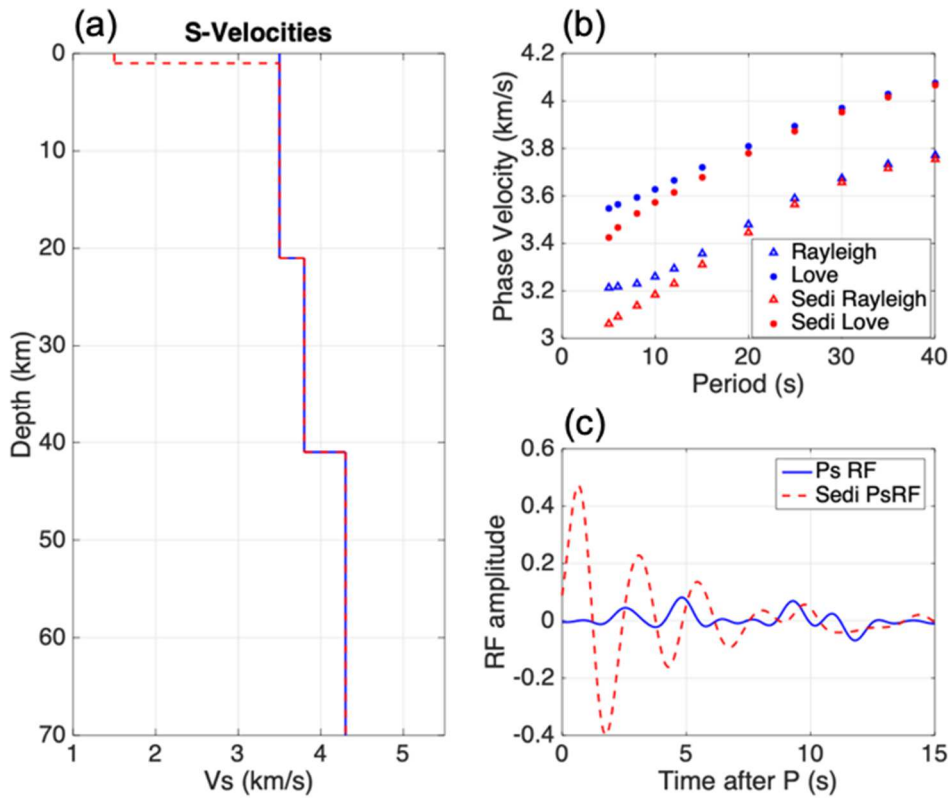 (a)
S-Velocities
0
10
20
30
40
50
60
70
Depth (km)
1
2
3
4
5
Vs (km/s)
(b)
4.2
4
3.8
3.6
3.4
3.2
3
Phase Velocity (km/s)
Rayleigh
Love
Sedi Rayleigh
Sedi Love
0
10
20
30
40
Period (s)
(c)
0.6
0.4
0.2
0
-0.2
-0.4
RF amplitude
Ps RF
Sedi PsRF
0
5
10
15
Time after P (s)